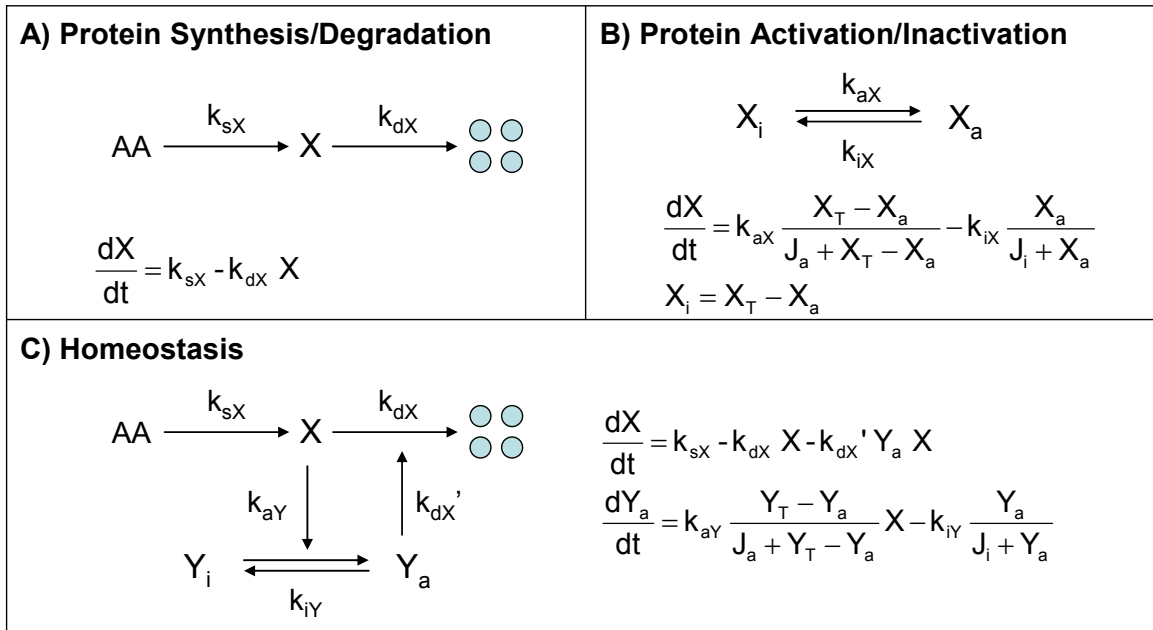 A) Protein Synthesis/Degradation
AA k_sX X k_dX
dX/dt = k_sX - k_dX X
B) Protein Activation/Inactivation
k_aX
X_i X_a
k_iX
dX/dt = k_aX (X_T − X_a)/(J_a + X_T − X_a) − k_iX X_a/(J_i + X_a)
X_i = X_T − X_a
C) Homeostasis
AA k_sX X k_dX
k_aY k_dX'
Y_i Y_a
k_iY
dX/dt = k_sX - k_dX X - k_dX' Y_a X
dY_a/dt = k_aY (Y_T − Y_a)/(J_a + Y_T − Y_a) X − k_iY Y_a/(J_i + Y_a)